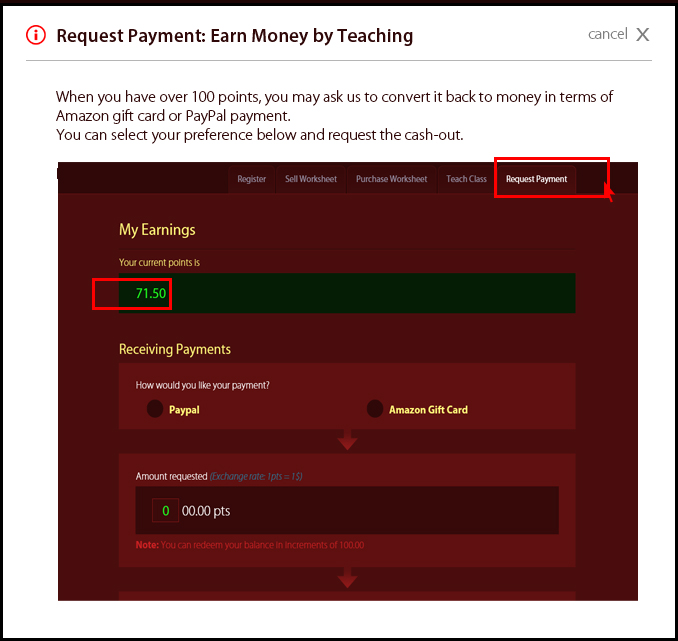 Request Payment: Earn Money by Teaching
cancel X
When you have over 100 points, you may ask us to convert it back to money in terms of
Amazon gift card or PayPal payment.
You can select your preference below and request the cash-out.
Register Sell Worksheet Purchase Worksheet Teach Class Request Payment
My Earnings
Your current points is
71.50
Receiving Payments
How would you like your payment?
Paypal Amazon Gift Card
Amount requested (Exchange rate: 1pts = 1$)
0 00.00 pts
Note: You can redeem your balance in increments of 100.00